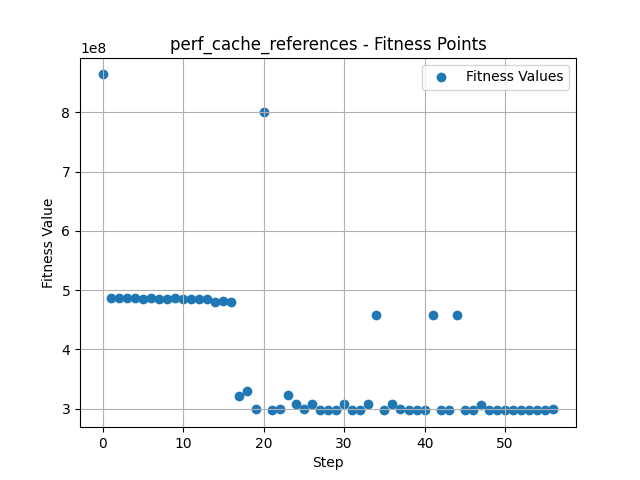 perf_cache_references - Fitness Points
1e8
Fitness Values
8
7
6
5
4
3
Fitness Value
0 10 20 30 40 50
Step